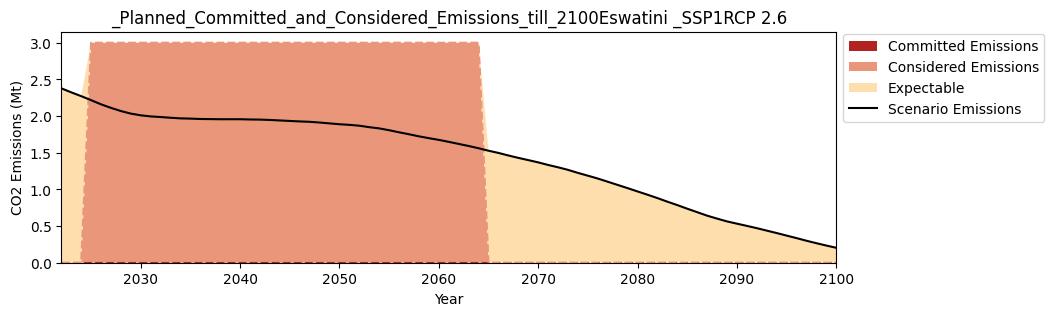 _Planned_Committed_and_Considered_Emissions_till_2100Eswatini _SSP1RCP 2.6
CO2 Emissions (Mt)
3.0
2.5
2.0
1.5
1.0
0.5
0.0
2030 2040 2050 2060 2070 2080 2090 2100
Year
Committed Emissions
Considered Emissions
Expectable
Scenario Emissions